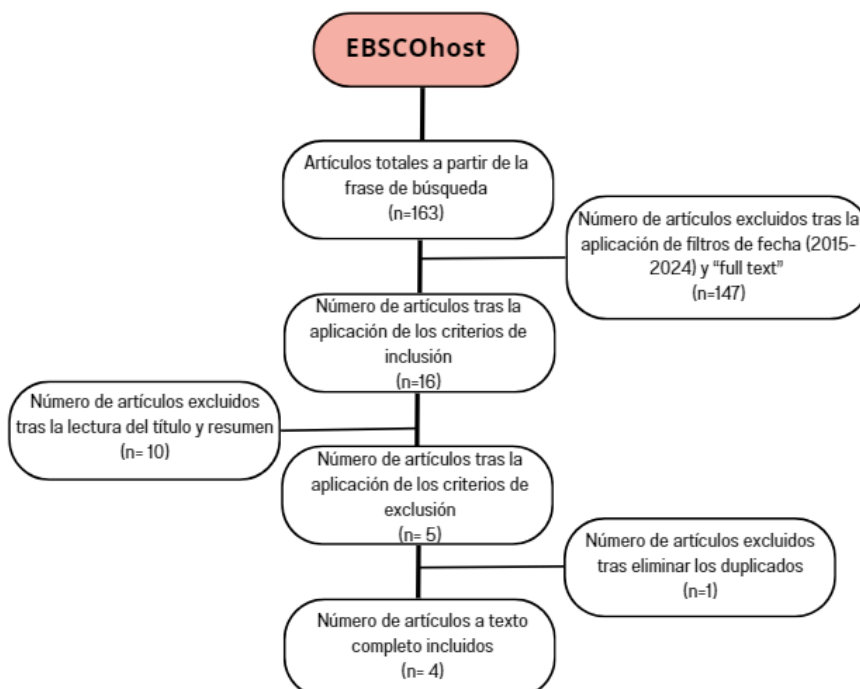 EBSCOhost
Artículos totales a partir de la
frase de búsqueda
(n=163)
Número de artículos excluidos tras la
aplicación de filtros de fecha (2015-
2024) y “full text”
(n=147)
Número de artículos tras la
aplicación de los criterios de
inclusión
(n=16)
Número de artículos excluidos
tras la lectura del título y resumen
(n= 10)
Número de artículos tras la
aplicación de los criterios de
exclusión
(n= 5)
Número de artículos excluidos
tras eliminar los duplicados
(n=1)
Número de artículos a texto
completo incluidos
(n= 4)